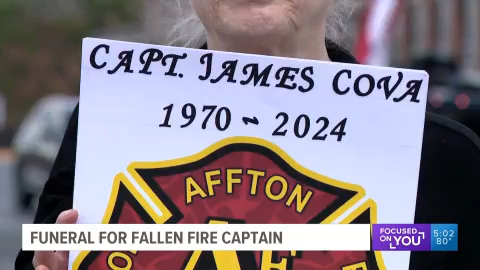 CAPT. JAMES COVA
1970 ~ 2024
AFFTON
FUNERAL FOR FALLEN FIRE CAPTAIN
FOCUSED
ON YOU
5:02
80°